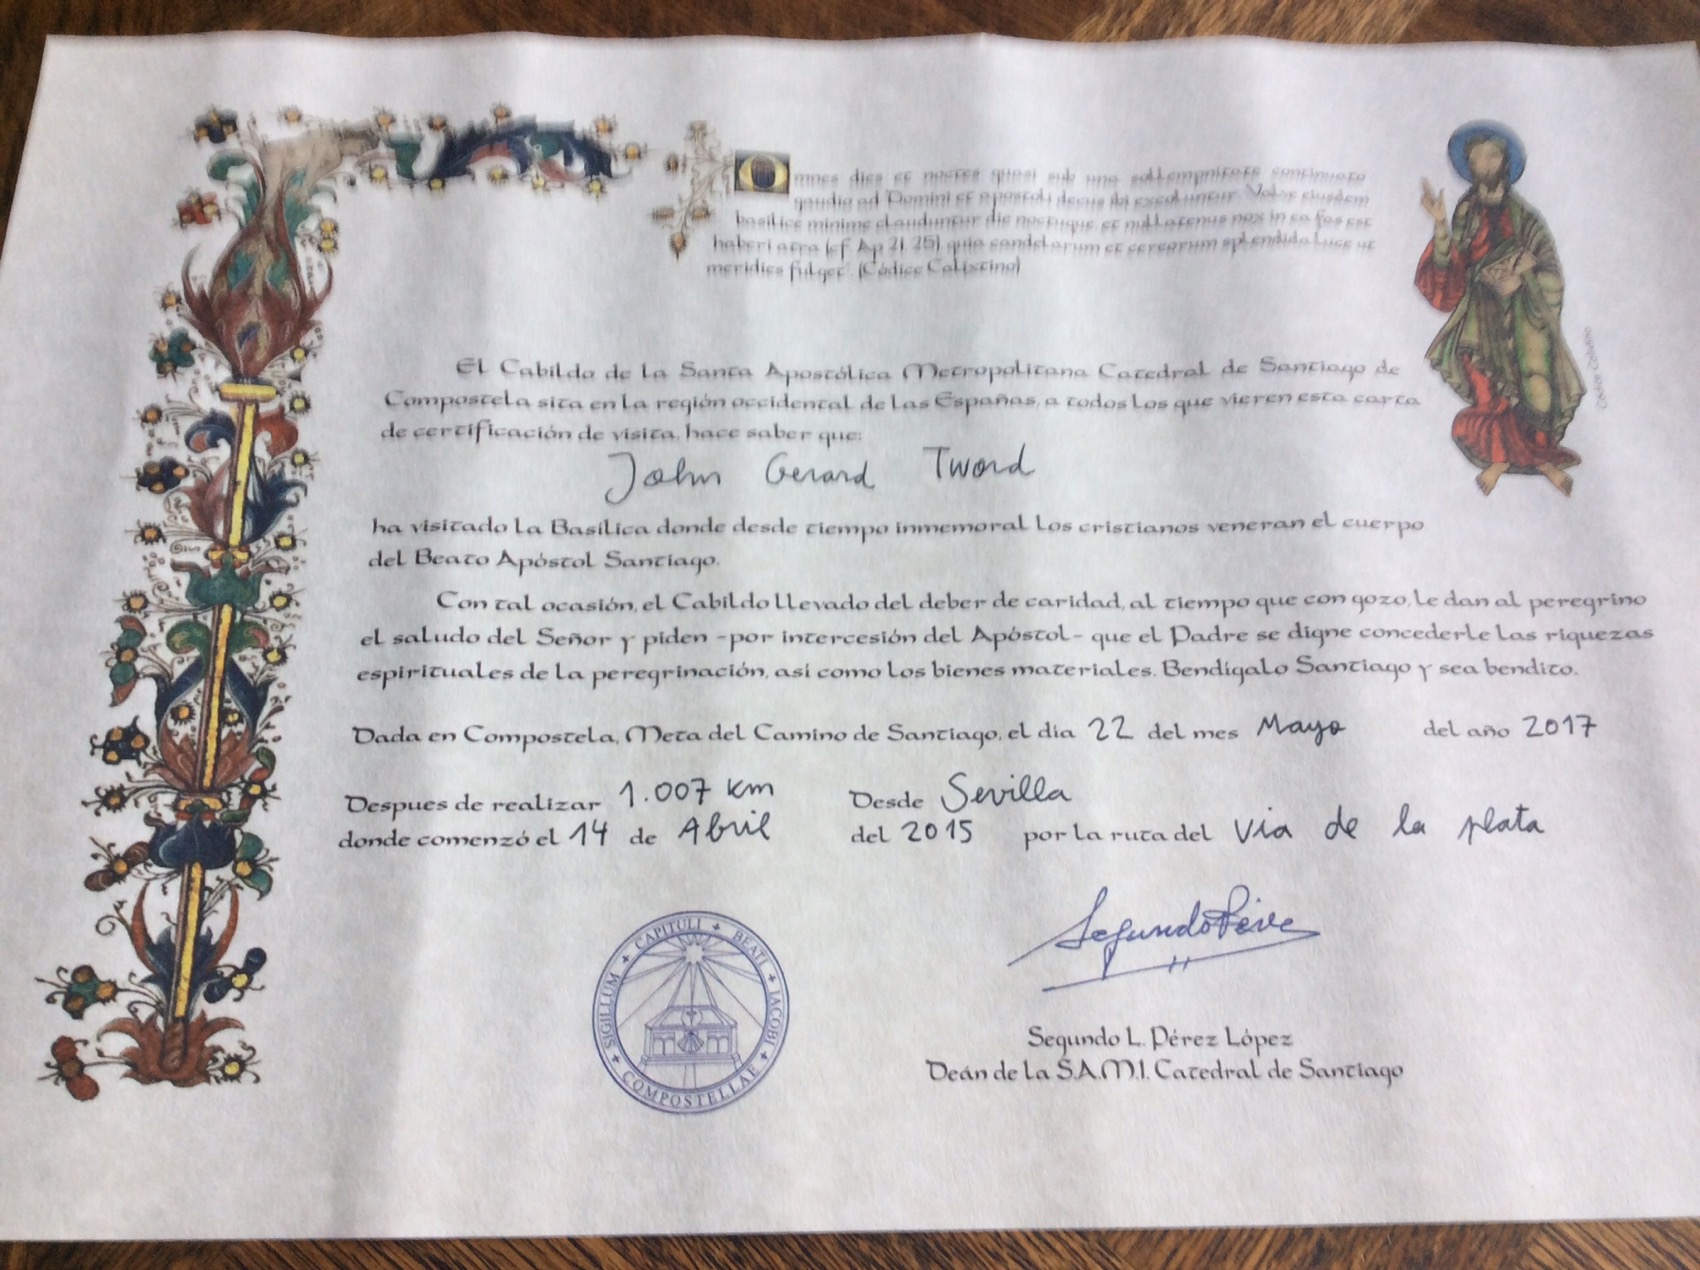 Omnes dies et noctes quasi sub una sollempnitate continuato
gaudio ad Domini et apostoli decus ibi excoluntur. Valve eiusdem
basilice minime clauduntur die noctuque, et nullatenus nox in ea fas est
haberi atra (cf Ap 21, 25), quia candelarum et cereorum splendida luce ut
meridies fulget" (Códice Calixtino)
Códice Calixtino
El Cabildo de la Santa Apostólica Metropolitana Catedral de Santiago de
Compostela sita en la región occidental de las Españas, a todos los que vieren esta carta
de certificación de visita, hace saber que:
John Gerard Tword
ha visitado la Basílica donde desde tiempo inmemoral los cristianos veneran el cuerpo
del Beato Apóstol Santiago.
Con tal ocasión, el Cabildo llevado del deber de caridad, al tiempo que con gozo, le dan al peregrino
el saludo del Señor y piden -por intercesión del Apóstol- que el Padre se digne concederle las riquezas
espirituales de la peregrinación, así como los bienes materiales. Bendígalo Santiago y sea bendito.
Dada en Compostela, Meta del Camino de Santiago, el día 22 del mes Mayo del año 2017
Despues de realizar 1.007 km Desde Sevilla
donde comenzó el 14 de Abril del 2015 por la ruta del Via de la plata
SIGILLUM + CAPITULI + BEATI + IACOBI + COMPOSTELLAE +
Segundo Pérez
Segundo L. Pérez López
Deán de la S.A.M.I. Catedral de Santiago